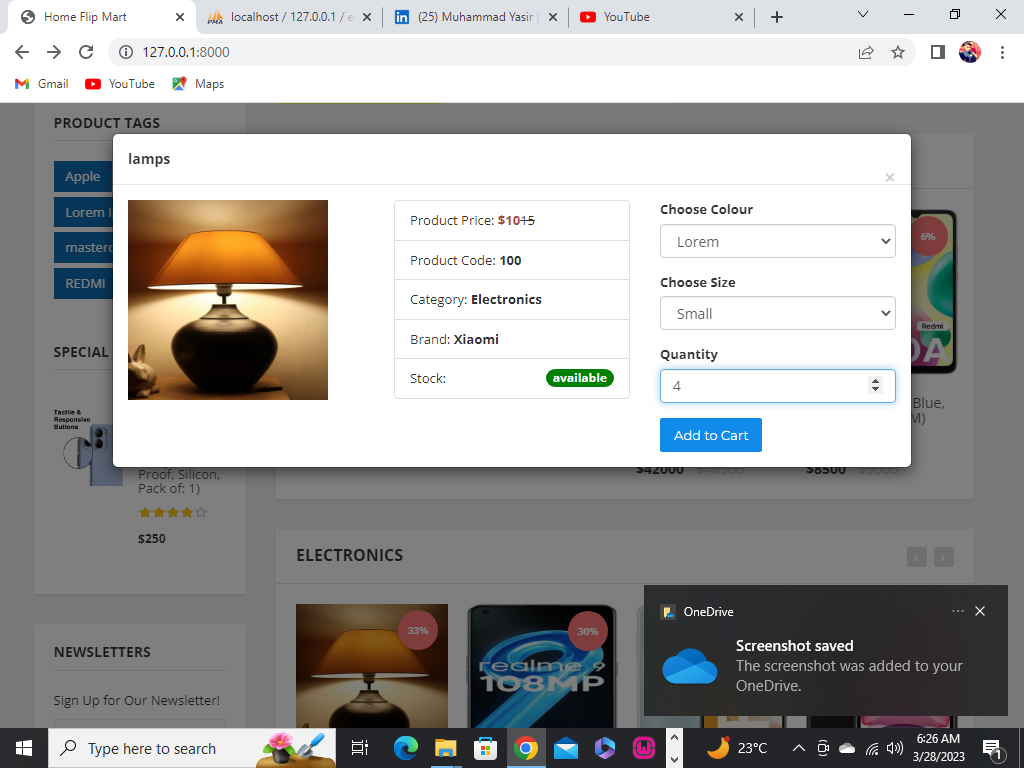 Home Flip Mart
localhost / 127.0.0.1 / e
(25) Muhammad Yasir
YouTube
127.0.0.1:8000
Gmail
YouTube
Maps
PRODUCT TAGS
Apple
Lorem I
masterc
REDMI
SPECIAL
Tactile &
Responsive
Buttons
Proof, Silicon,
Pack of: 1)
$250
NEWSLETTERS
Sign Up for Our Newsletter!
lamps
×
Product Price: $1015
Product Code: 100
Category: Electronics
Brand: Xiaomi
Stock: available
Choose Colour
Lorem
Choose Size
Small
Quantity
4
Add to Cart
6%
Redmi
0A
Blue,
$42000
$8500
ELECTRONICS
33%
30%
realme 9
108MP
OneDrive
Screenshot saved
The screenshot was added to your
OneDrive.
Type here to search
23°C
6:26 AM
3/28/2023
1